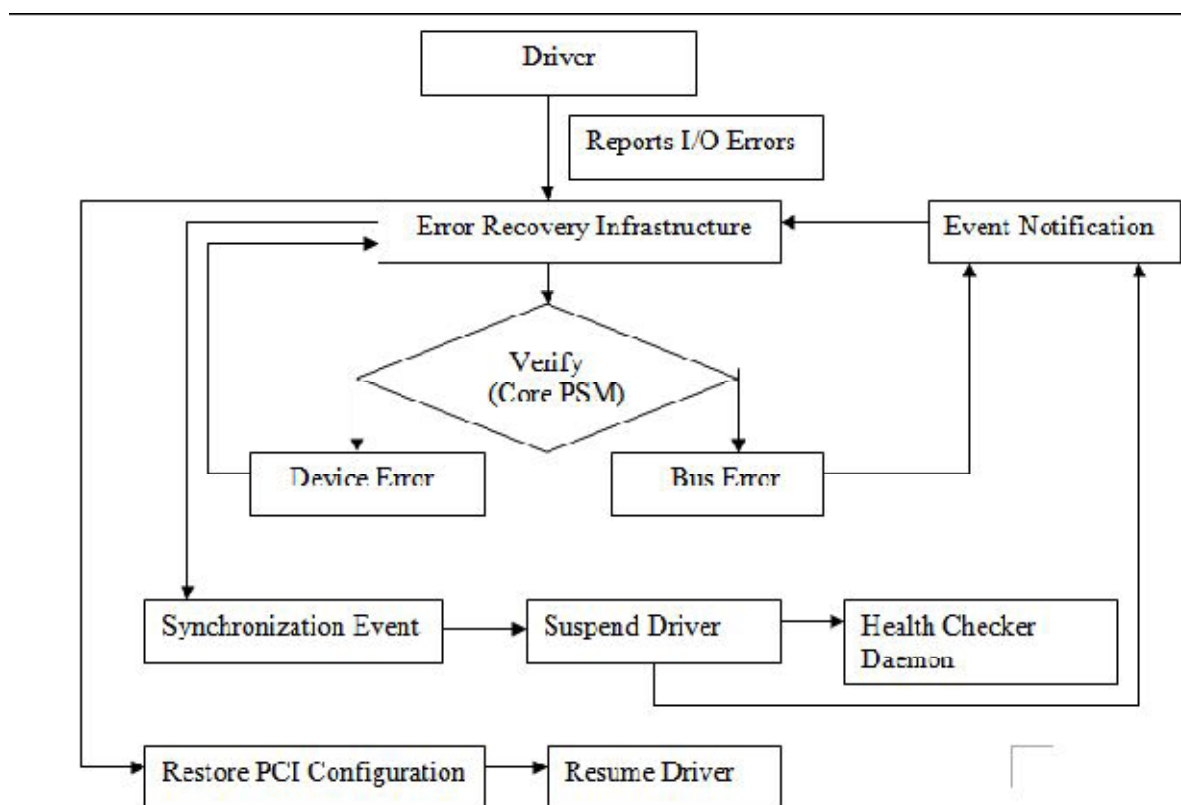 Driver
Reports I/O Errors
Error Recovery Infrastructure
Event Notification
Verify
(Core PSM)
Device Error
Bus Error
Synchronization Event
Suspend Driver
Health Checker
Daemon
Restore PCI Configuration
Resume Driver